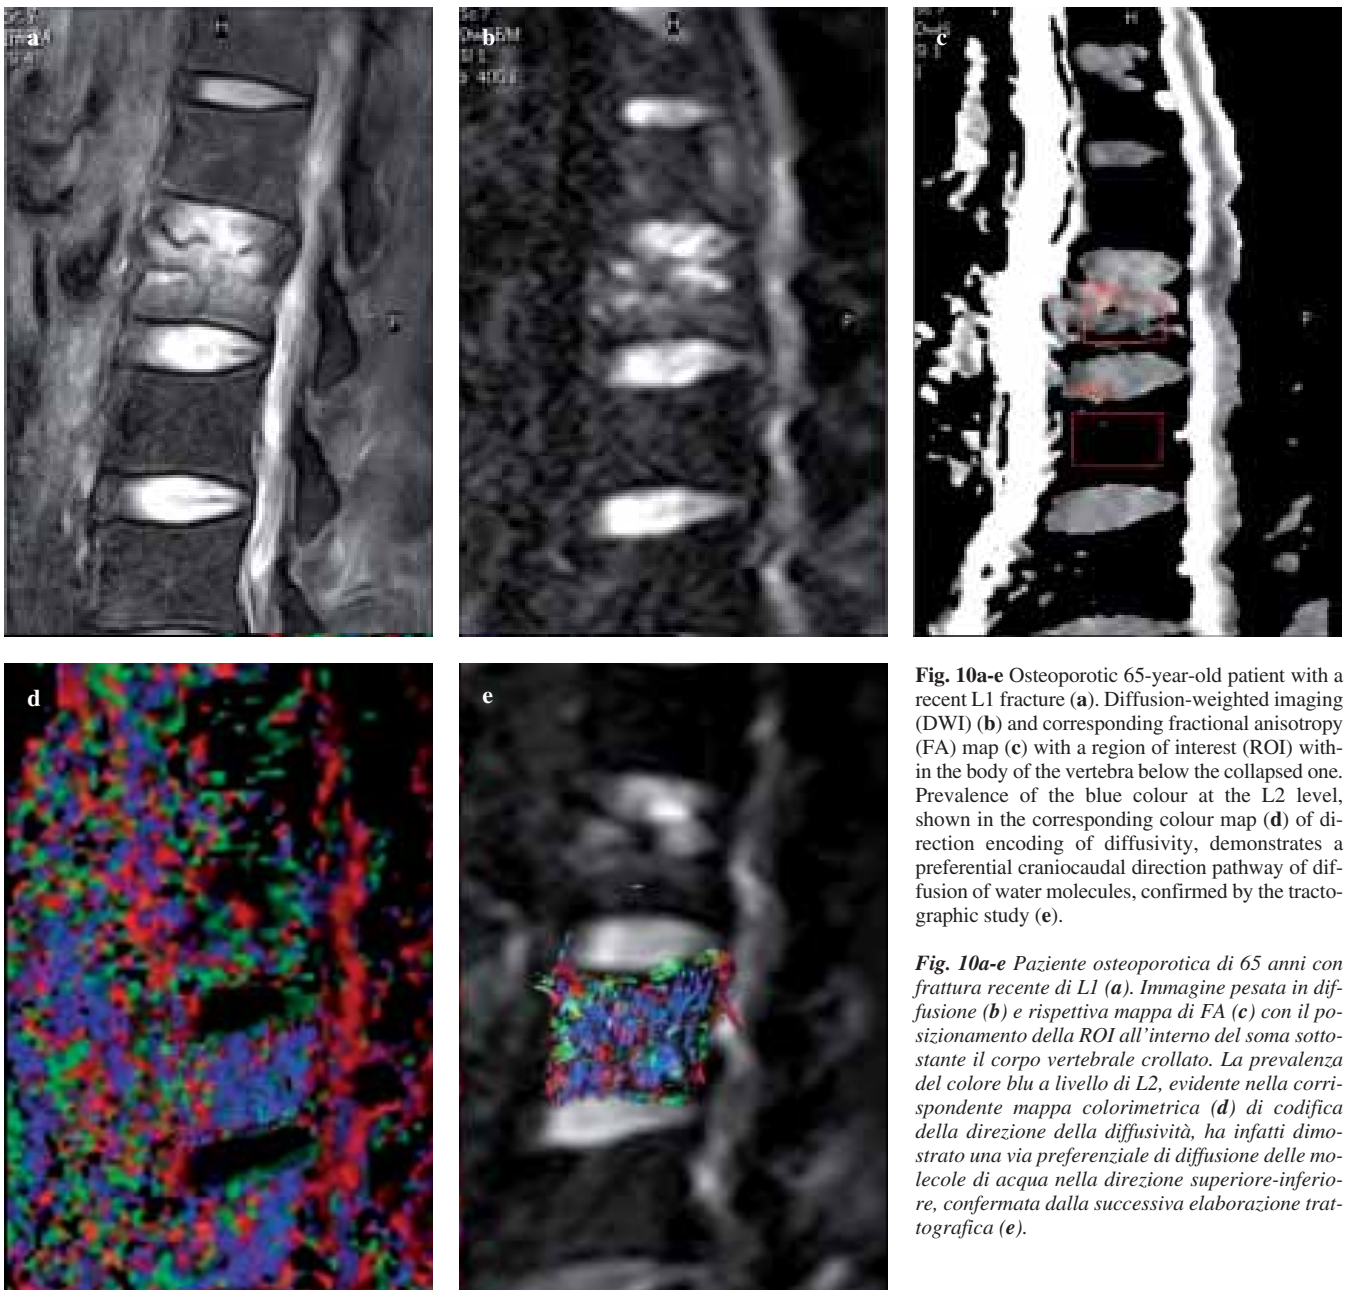 a
H
b
b 400
c
H
d
e
Fig. 10a-e Osteoporotic 65-year-old patient with a
recent L1 fracture (a). Diffusion-weighted imaging
(DWI) (b) and corresponding fractional anisotropy
(FA) map (c) with a region of interest (ROI) with-
in the body of the vertebra below the collapsed one.
Prevalence of the blue colour at the L2 level,
shown in the corresponding colour map (d) of di-
rection encoding of diffusivity, demonstrates a
preferential craniocaudal direction pathway of dif-
fusion of water molecules, confirmed by the tracto-
graphic study (e).
Fig. 10a-e Paziente osteoporotica di 65 anni con
frattura recente di L1 (a). Immagine pesata in dif-
fusione (b) e rispettiva mappa di FA (c) con il po-
sizionamento della ROI all'interno del soma sotto-
stante il corpo vertebrale crollato. La prevalenza
del colore blu a livello di L2, evidente nella corri-
spondente mappa colorimetrica (d) di codifica
della direzione della diffusività, ha infatti dimo-
strato una via preferenziale di diffusione delle mo-
lecole di acqua nella direzione superiore-inferio-
re, confermata dalla successiva elaborazione trat-
tografica (e).